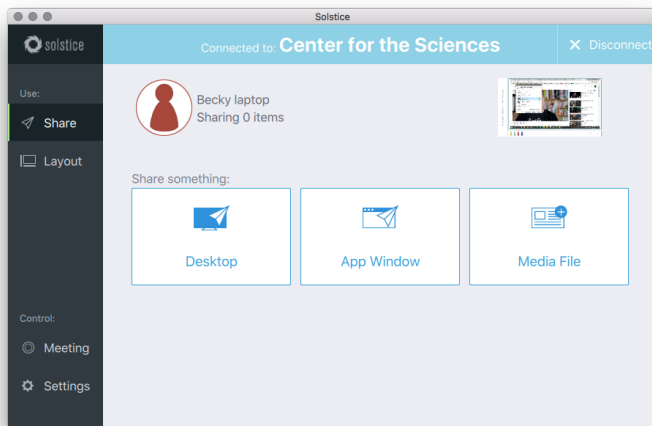 Solstice
solstice
Connected to: Center for the Sciences
Disconnect
Use:
Share
Layout
Becky laptop
Sharing 0 items
Share something:
Desktop
App Window
Media File
Control:
Meeting
Settings